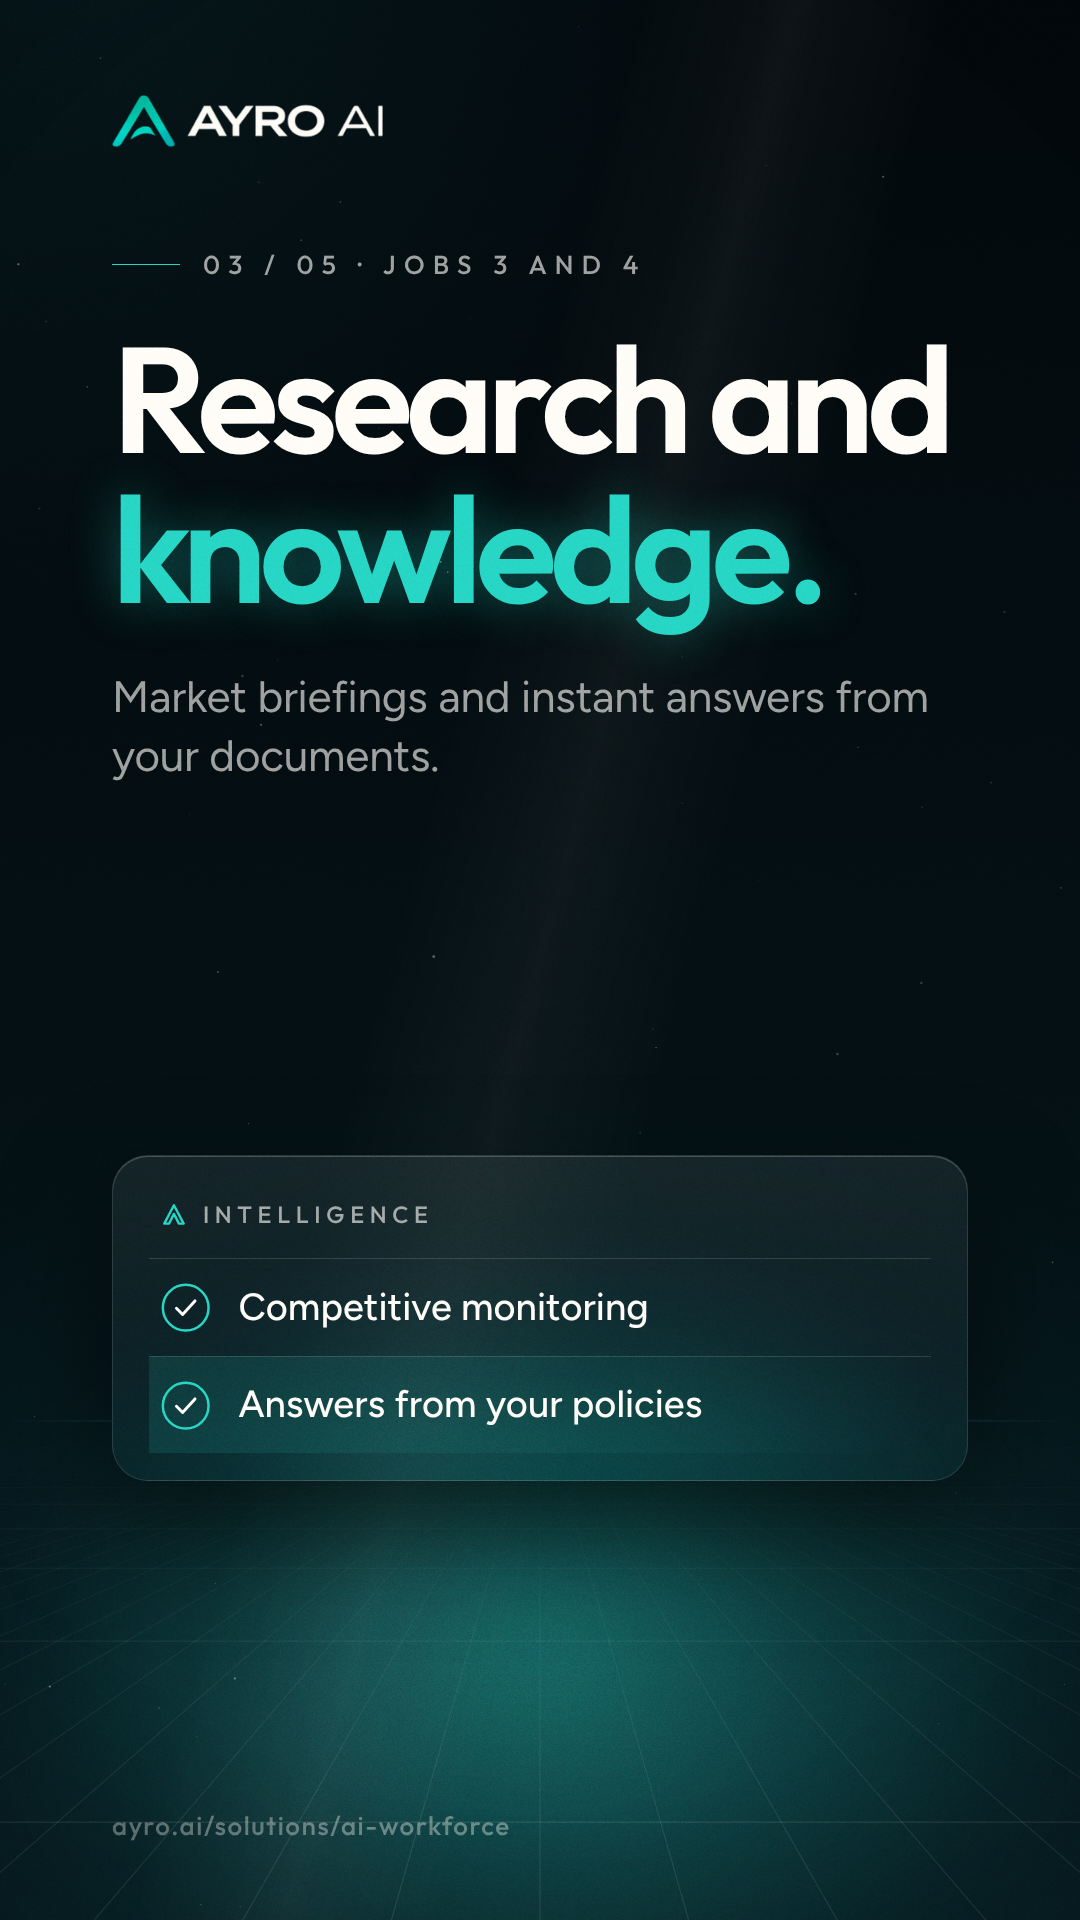 AYRO AI
03 / 05 · JOBS 3 AND 4
Research and
knowledge.
Market briefings and instant answers from
your documents.
INTELLIGENCE
Competitive monitoring
Answers from your policies
ayro.ai/solutions/ai-workforce